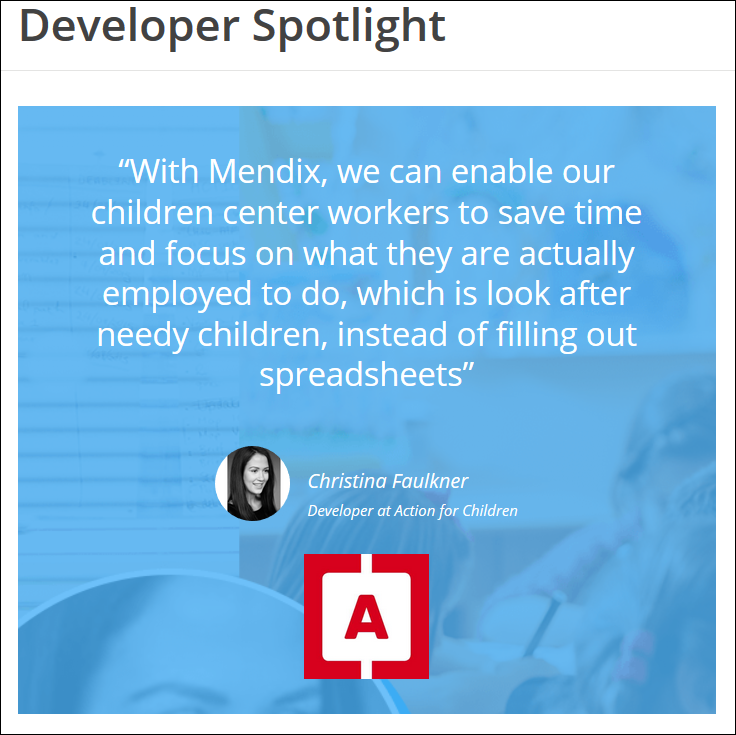 Developer Spotlight
“With Mendix, we can enable our
children center workers to save time
and focus on what they are actually
employed to do, which is look after
needy children, instead of filling out
spreadsheets”
Christina Faulkner
Developer at Action for Children
A